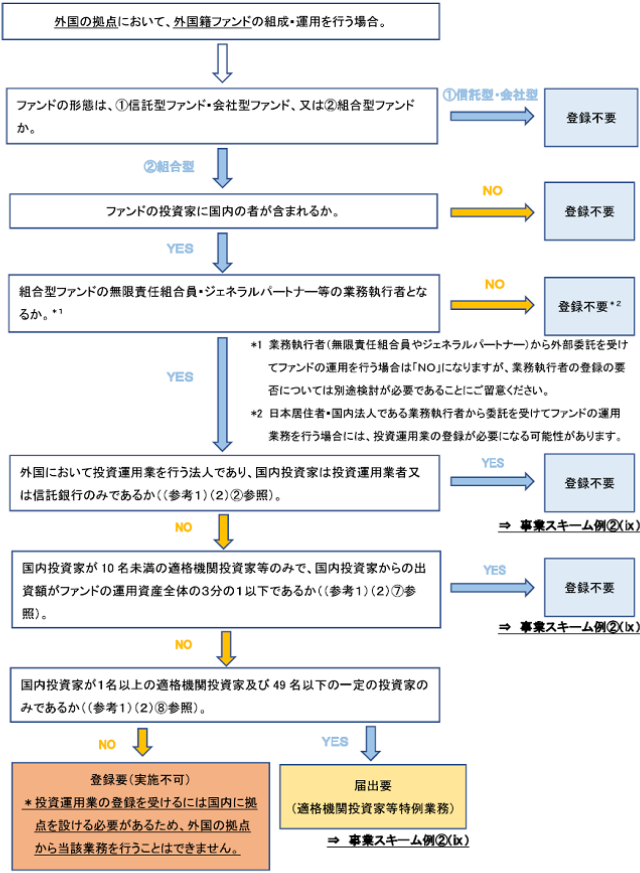 外国の拠点において、外国籍ファンドの組成・運用を行う場合。
ファンドの形態は、①信託型ファンド・会社型ファンド、又は②組合型ファンド
か。
①信託型・会社型
登録不要
②組合型
ファンドの投資家に国内の者が含まれるか。
NO
登録不要
YES
組合型ファンドの無限責任組合員・ジェネラルパートナー等の業務執行者とな
るか。*1
NO
登録不要*2
YES
*1 業務執行者(無限責任組合員やジェネラルパートナー)から外部委託を受け
てファンドの運用を行う場合は「NO」になりますが、業務執行者の登録の要
否については別途検討が必要であることにご留意ください。
*2 日本居住者・国内法人である業務執行者から委託を受けてファンドの運用
業務を行う場合には、投資運用業の登録が必要になる可能性があります。
外国において投資運用業を行う法人であり、国内投資家は投資運用業者又
は信託銀行のみであるか((参考1)(2)②参照)。
YES
登録不要
⇒ 事業スキーム例②(ⅸ)
NO
国内投資家が10名未満の適格機関投資家等のみで、国内投資家からの出
資額がファンドの運用資産全体の3分の1以下であるか((参考1)(2)⑦参
照)。
YES
登録不要
⇒ 事業スキーム例②(ⅸ)
NO
国内投資家が1名以上の適格機関投資家及び49名以下の一定の投資家の
みであるか((参考1)(2)⑧参照)。
NO
YES
登録要(実施不可)
*投資運用業の登録を受けるには国内に拠
点を設ける必要があるため、外国の拠点
から当該業務を行うことはできません。
届出要
(適格機関投資家等特例業務)
⇒ 事業スキーム例②(ⅸ)